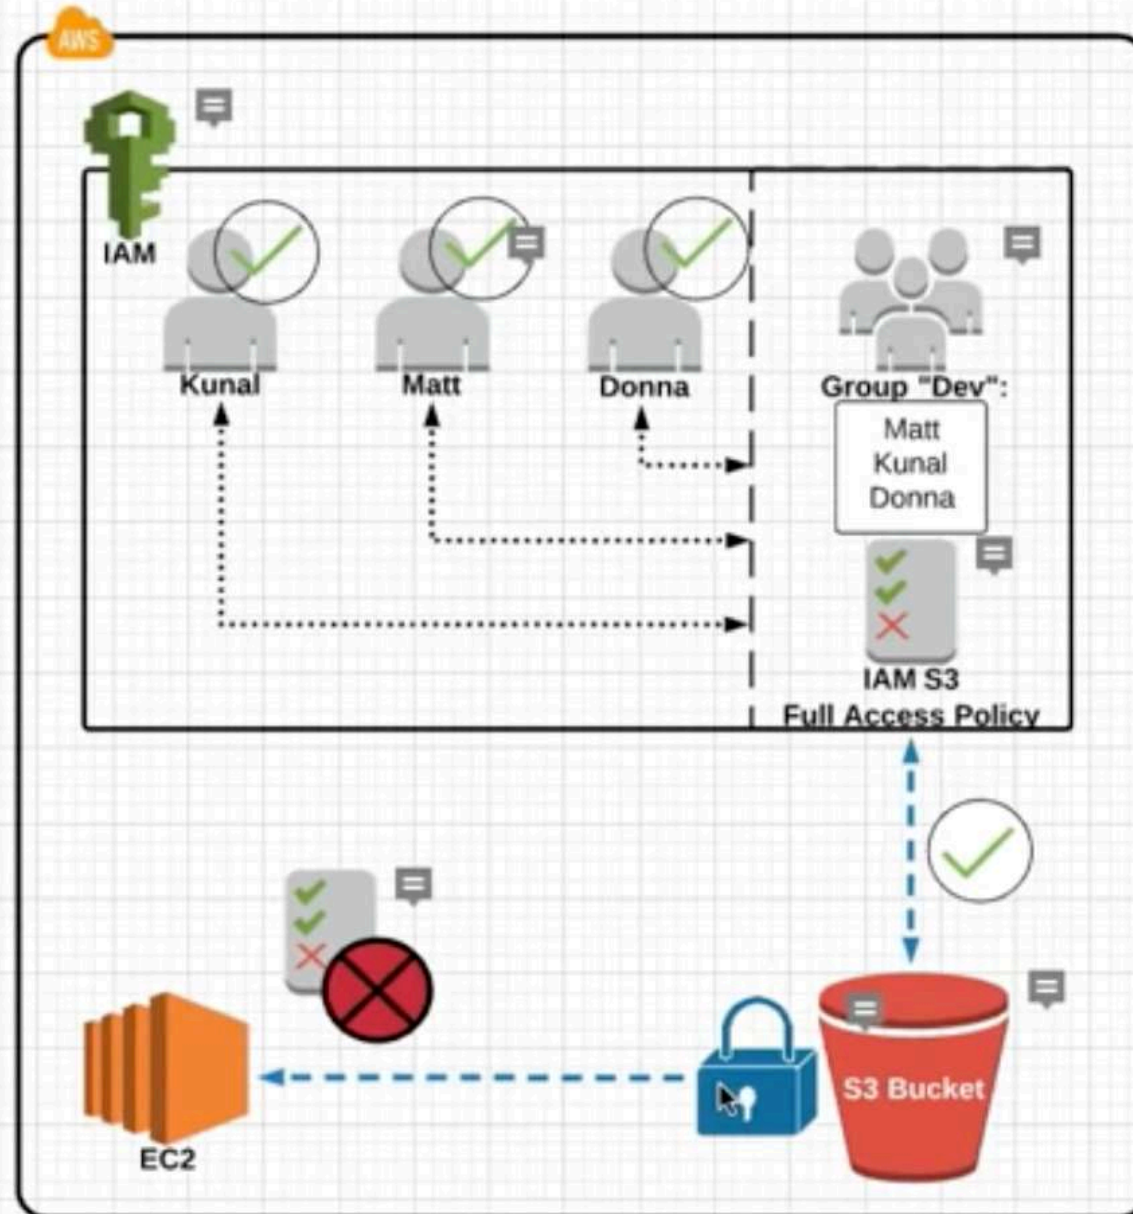 AWS
IAM
Kunal
Matt
Donna
Group "Dev":
Matt
Kunal
Donna
IAM S3
Full Access Policy
S3 Bucket
EC2